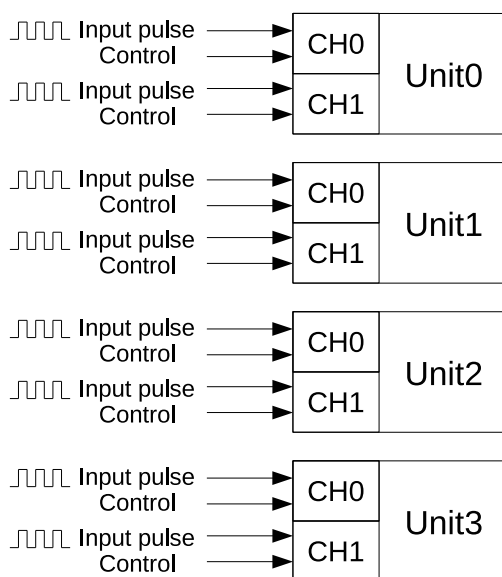 Input pulse
Control
CH0
Input pulse
Control
CH1
Unit0
Input pulse
Control
CH0
Input pulse
Control
CH1
Unit1
Input pulse
Control
CH0
Input pulse
Control
CH1
Unit2
Input pulse
Control
CH0
Input pulse
Control
CH1
Unit3